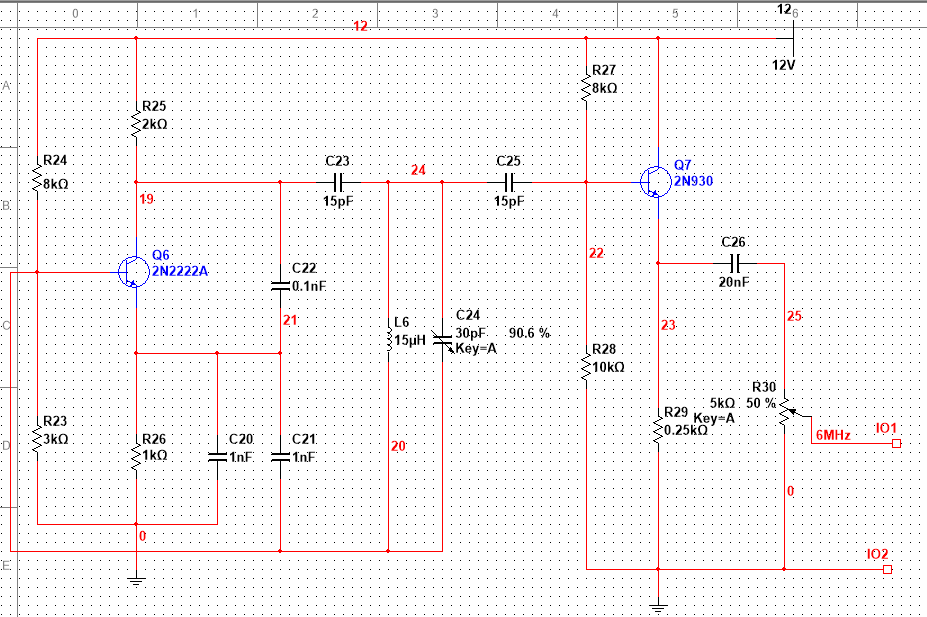 0 1 2 3 4 5 6
12
12
12V
A
R27
8kΩ
R25
2kΩ
R24
8kΩ
C23
15pF
24
C25
15pF
Q7
2N930
B
19
22
C26
20nF
Q6
2N2222A
C22
0.1nF
21
C
L6
15µH
C24
30pF 90.6 %
Key=A
23
25
R28
10kΩ
R30
5kΩ 50 %
Key=A
R29
0.25kΩ
D
R23
3kΩ
R26
1kΩ
C20
1nF
C21
1nF
20
6MHz
IO1
0
0
E
IO2